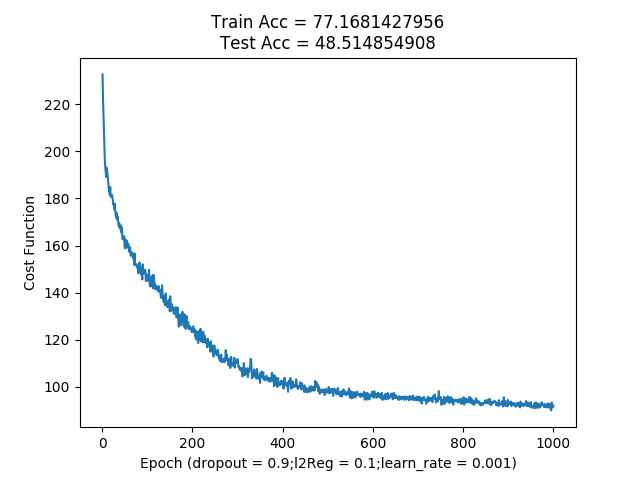 Train Acc = 77.1681427956
Test Acc = 48.514854908
220
200
180
160
140
120
100
Cost Function
0 200 400 600 800 1000
Epoch (dropout = 0.9;l2Reg = 0.1;learn_rate = 0.001)